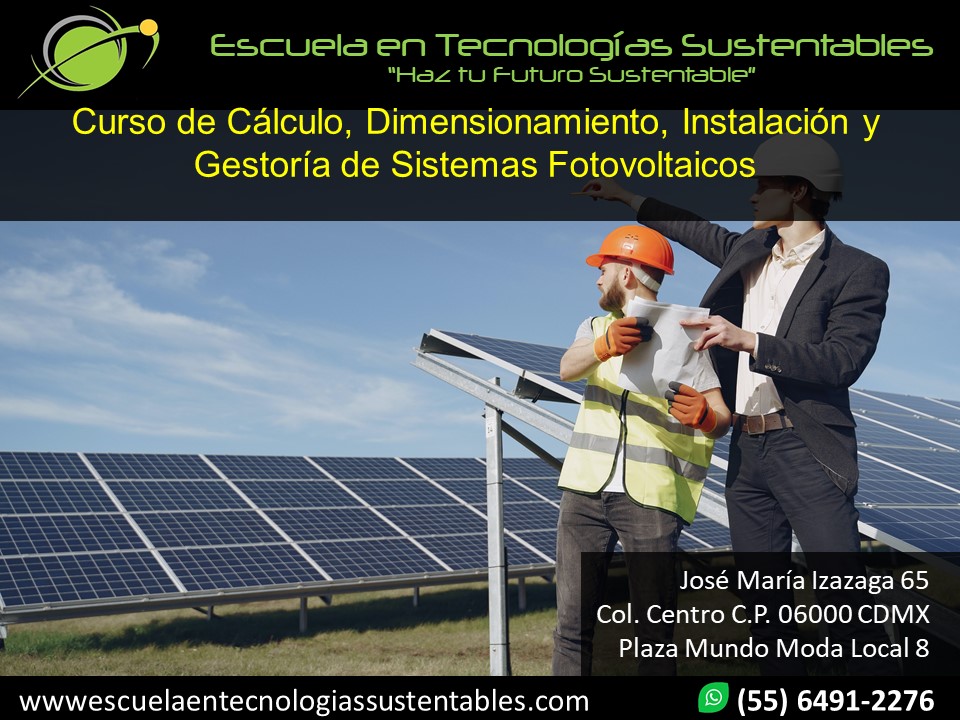 Escuela en Tecnologías Sustentables
"Haz tu Futuro Sustentable"
Curso de Cálculo, Dimensionamiento, Instalación y
Gestoría de Sistemas Fotovoltaicos
José María Izazaga 65
Col. Centro C.P. 06000 CDMX
Plaza Mundo Moda Local 8
wwwescuelaentecnologiassustentables.com
(55) 6491-2276